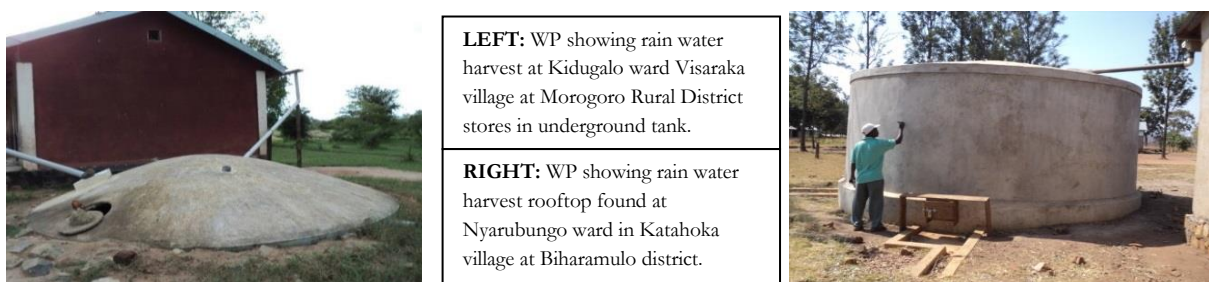 LEFT: WP showing rain water
harvest at Kidugalo ward Visaraka
village at Morogoro Rural District
stores in underground tank.
RIGHT: WP showing rain water
harvest rooftop found at
Nyarubungo ward in Katahoka
village at Biharamulo district.